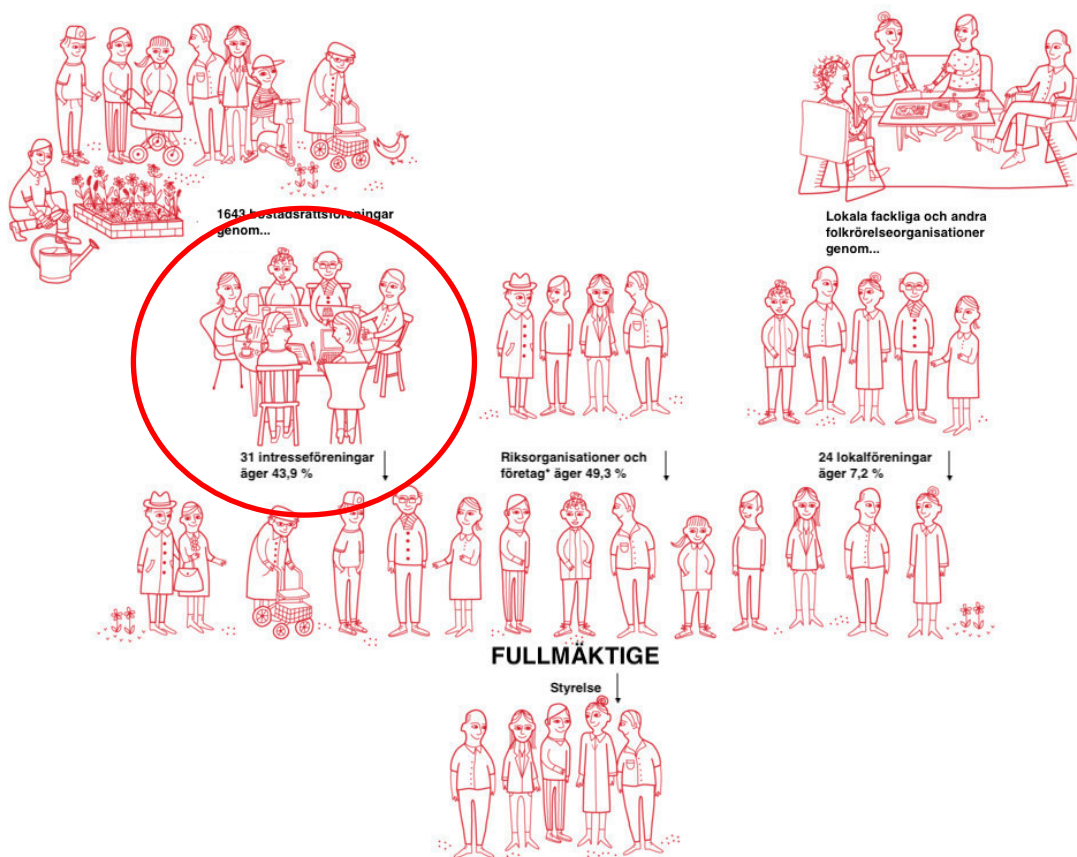 1643 bostadsrättsföreningar
genom...
Lokala fackliga och andra
folkrörelseorganisationer
genom...
31 intresseföreningar
äger 43,9 %
Riksorganisationer och
företag* äger 49,3 %
24 lokalföreningar
äger 7,2 %
FULLMÄKTIGE
Styrelse